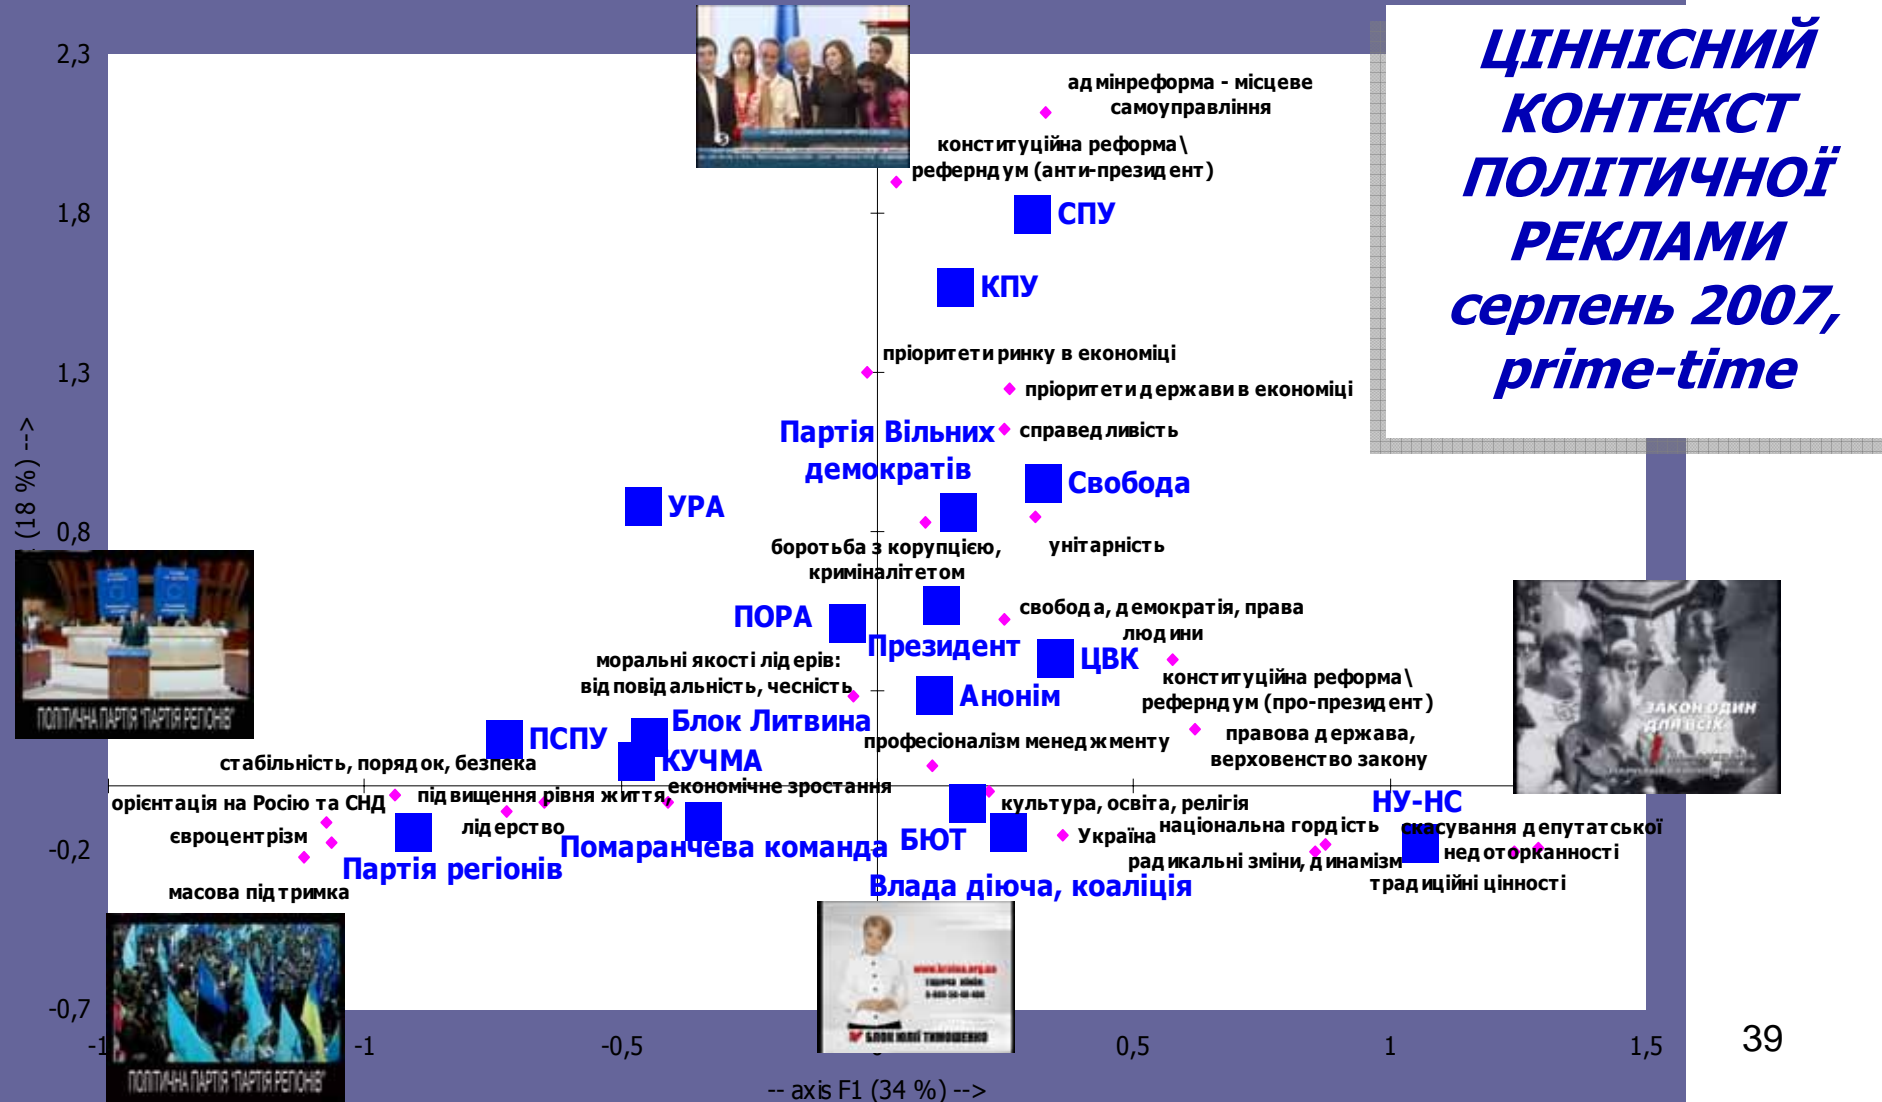 ЦІННІСНИЙ
КОНТЕКСТ
ПОЛІТИЧНОЇ
РЕКЛАМИ
серпень 2007,
prime-time
2,3
1,8
1,3
0,8
-0,2
-0,7
(18 %) -->
адмінреформа - місцеве
самоуправління
конституційна реформа\
реферндум (анти-президент)
СПУ
КПУ
пріоритети ринку в економіці
пріоритети держави в економіці
справедливість
Партія Вільних
демократів
Свобода
УРА
боротьба з корупцією,
криміналітетом
унітарність
ПОРА
Президент
свобода, демократія, права
людини
ЦВК
моральні якості лідерів:
відповідальність, чесність
Анонім
конституційна реформа\
реферндум (про-президент)
Блок Литвина
ПСПУ
КУЧМА
професіоналізм менеджменту
правова держава,
верховенство закону
стабільність, порядок, безпека
орієнтація на Росію та СНД
підвищення рівня життя,
економічне зростання
культура, освіта, релігія
НУ-НС
євроцентрізм
лідерство
Помаранчева команда
БЮТ
Україна
національна гордість
скасування депутатської
недоторканності
Партія регіонів
радикальні зміни, динамізм
традиційні цінності
масова підтримка
Влада діюча, коаліція
ПОЛІТИЧНА ПАРТІЯ "ПАРТІЯ РЕГІОНІВ"
ЗАКОН ОДИН
ДЛЯ ВСІХ
ПОЛІТИЧНА ПАРТІЯ "ПАРТІЯ РЕГІОНІВ"
БЛОК ЮЛІЇ ТИМОШЕНКО
-1
-0,5
0,5
1
1,5
-- axis F1 (34 %) -->
39